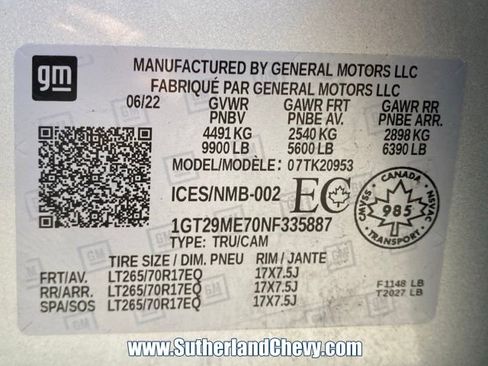 gm
MANUFACTURED BY GENERAL MOTORS LLC
FABRIQUÉ PAR GENERAL MOTORS LLC
06/22 GVWR GAWR FRT GAWR RR
PNBV PNBE AV. PNBE ARR.
4491 KG 2540 KG 2898 KG
9900 LB 5600 LB 6390 LB
MODEL/MODÈLE: 07TK20953
ICES/NMB-002 EC
CANADA
CMVSS NSVAC
985
TRANSPORT
1GT29ME70NF335887
TYPE: TRU/CAM
TIRE SIZE / DIM. PNEU RIM / JANTE
FRT/AV. LT265/70R17EQ 17X7.5J
RR/ARR. LT265/70R17EQ 17X7.5J F1148 LB
SPA/SOS LT265/70R17EQ 17X7.5J T2027 LB
www.SutherlandChevy.com